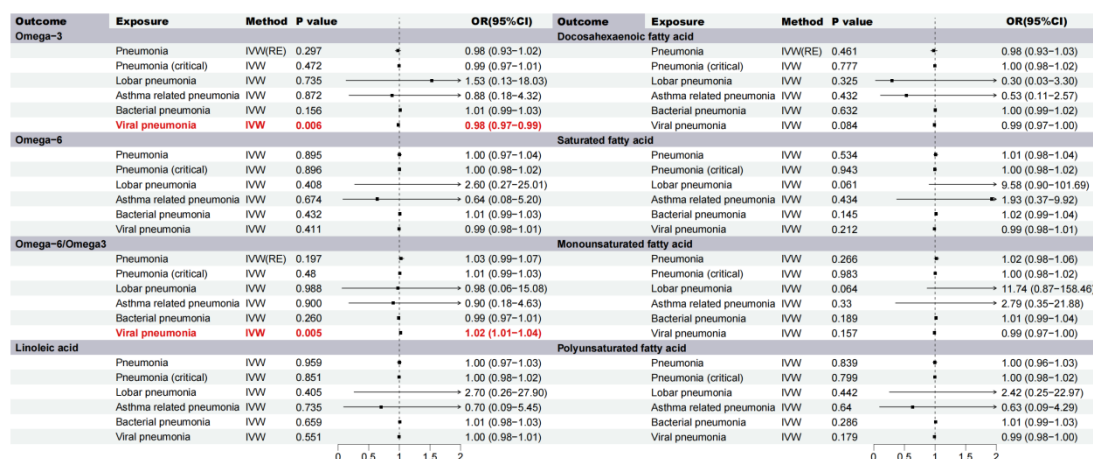 Outcome Exposure Method P value OR(95%CI)
Omega−3
Pneumonia IVW(RE) 0.297 0.98 (0.93−1.02)
Pneumonia (critical) IVW 0.472 0.99 (0.97−1.01)
Lobar pneumonia IVW 0.735 1.53 (0.13−18.03)
Asthma related pneumonia IVW 0.872 0.88 (0.18−4.32)
Bacterial pneumonia IVW 0.156 1.01 (0.99−1.03)
Viral pneumonia IVW 0.006 0.98 (0.97−0.99)
Omega−6
Pneumonia IVW 0.895 1.00 (0.97−1.04)
Pneumonia (critical) IVW 0.896 1.00 (0.98−1.02)
Lobar pneumonia IVW 0.408 2.60 (0.27−25.01)
Asthma related pneumonia IVW 0.674 0.64 (0.08−5.20)
Bacterial pneumonia IVW 0.432 1.01 (0.99−1.03)
Viral pneumonia IVW 0.411 0.99 (0.98−1.01)
Omega−6/Omega3
Pneumonia IVW(RE) 0.197 1.03 (0.99−1.07)
Pneumonia (critical) IVW 0.48 1.01 (0.99−1.03)
Lobar pneumonia IVW 0.988 0.98 (0.06−15.08)
Asthma related pneumonia IVW 0.900 0.90 (0.18−4.63)
Bacterial pneumonia IVW 0.260 0.99 (0.97−1.01)
Viral pneumonia IVW 0.005 1.02 (1.01−1.04)
Linoleic acid
Pneumonia IVW 0.959 1.00 (0.97−1.03)
Pneumonia (critical) IVW 0.851 1.00 (0.98−1.02)
Lobar pneumonia IVW 0.405 2.70 (0.26−27.90)
Asthma related pneumonia IVW 0.735 0.70 (0.09−5.45)
Bacterial pneumonia IVW 0.659 1.01 (0.98−1.03)
Viral pneumonia IVW 0.551 1.00 (0.98−1.01)
0 0.5 1 1.5 2
Outcome Exposure Method P value OR(95%CI)
Docosahexaenoic fatty acid
Pneumonia IVW(RE) 0.461 0.98 (0.93−1.03)
Pneumonia (critical) IVW 0.777 1.00 (0.98−1.02)
Lobar pneumonia IVW 0.325 0.30 (0.03−3.30)
Asthma related pneumonia IVW 0.432 0.53 (0.11−2.57)
Bacterial pneumonia IVW 0.632 1.00 (0.99−1.02)
Viral pneumonia IVW 0.084 0.99 (0.97−1.00)
Saturated fatty acid
Pneumonia IVW 0.534 1.01 (0.98−1.04)
Pneumonia (critical) IVW 0.943 1.00 (0.98−1.02)
Lobar pneumonia IVW 0.061 9.58 (0.90−101.69)
Asthma related pneumonia IVW 0.434 1.93 (0.37−9.92)
Bacterial pneumonia IVW 0.145 1.02 (0.99−1.04)
Viral pneumonia IVW 0.212 0.99 (0.98−1.01)
Monounsaturated fatty acid
Pneumonia IVW 0.266 1.02 (0.98−1.06)
Pneumonia (critical) IVW 0.983 1.00 (0.98−1.02)
Lobar pneumonia IVW 0.064 11.74 (0.87−158.46)
Asthma related pneumonia IVW 0.33 2.79 (0.35−21.88)
Bacterial pneumonia IVW 0.189 1.01 (0.99−1.04)
Viral pneumonia IVW 0.157 0.99 (0.97−1.00)
Polyunsaturated fatty acid
Pneumonia IVW 0.839 1.00 (0.96−1.03)
Pneumonia (critical) IVW 0.799 1.00 (0.98−1.02)
Lobar pneumonia IVW 0.442 2.42 (0.25−22.97)
Asthma related pneumonia IVW 0.64 0.63 (0.09−4.29)
Bacterial pneumonia IVW 0.286 1.01 (0.99−1.03)
Viral pneumonia IVW 0.179 0.99 (0.98−1.00)
0 0.5 1 1.5 2